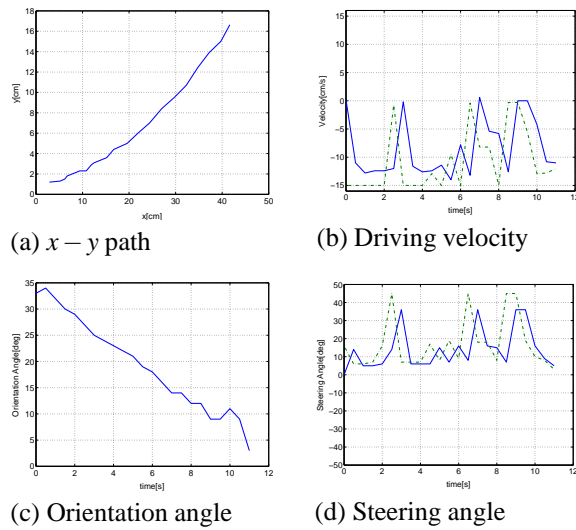 18
16
14
12
10
8
6
4
2
0
y[cm]
0 10 20 30 40 50
x[cm]
(a) x − y path
5
0
−5
−10
−15
Velocity[cm/s]
0 2 4 6 8 10 12
time[s]
(b) Driving velocity
35
30
25
20
15
10
5
0
Orientation Angle[deg]
0 2 4 6 8 10 12
time[s]
(c) Orientation angle
50
40
30
20
10
0
−10
−20
−30
−40
−50
Steering Angle[deg]
0 2 4 6 8 10 12
time[s]
(d) Steering angle